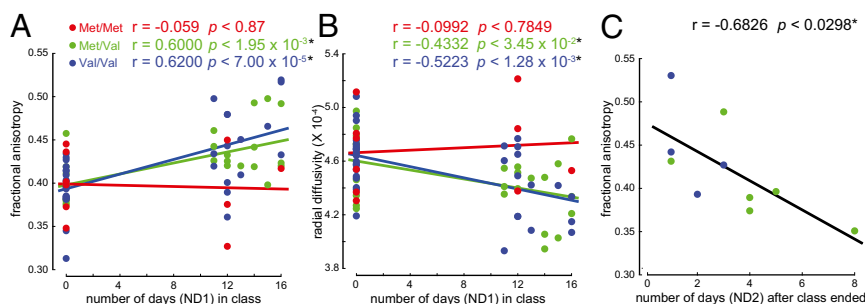 A
Met/Met r = -0.059 p < 0.87
Met/Val r = 0.6000 p < 1.95 x 10⁻³*
Val/Val r = 0.6200 p < 7.00 x 10⁻⁵*
fractional anisotropy
0.55
0.50
0.45
0.40
0.35
0.30
0 4 8 12 16
number of days (ND1) in class
B
r = -0.0992 p < 0.7849
r = -0.4332 p < 3.45 x 10⁻²*
r = -0.5223 p < 1.28 x 10⁻³*
radial diffusivity (X 10⁻⁴)
5.4
5.0
4.6
4.2
3.8
0 4 8 12 16
number of days (ND1) in class
C
r = -0.6826 p < 0.0298*
fractional anisotropy
0.55
0.50
0.45
0.40
0.35
0.30
0 2 4 6 8
number of days (ND2) after class ended